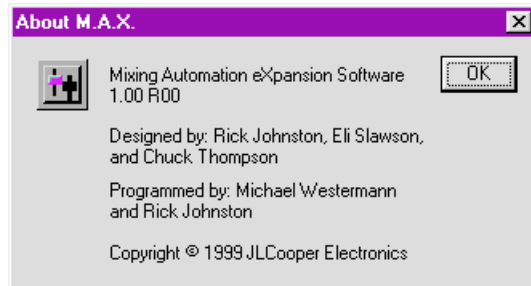 About M.A.X.
Mixing Automation eXpansion Software
1.00 R00
OK
Designed by: Rick Johnston, Eli Slawson,
and Chuck Thompson
Programmed by: Michael Westermann
and Rick Johnston
Copyright © 1999 JLCooper Electronics